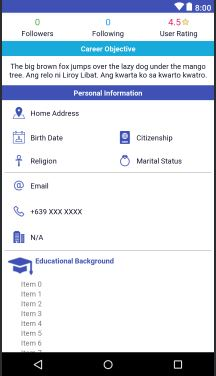 8:00
0 0 4.5
Followers Following User Rating
Career Objective
The big brown fox jumps over the lazy dog under the mango
tree. Ang relo ni Liroy Libat. Ang kwarta ko sa kwarto kwatro.
Personal Information
Home Address
Birth Date Citizenship
Religion Marital Status
Email
+639 XXX XXXX
N/A
Educational Background
Item 0
Item 1
Item 2
Item 3
Item 4
Item 5
Item 6